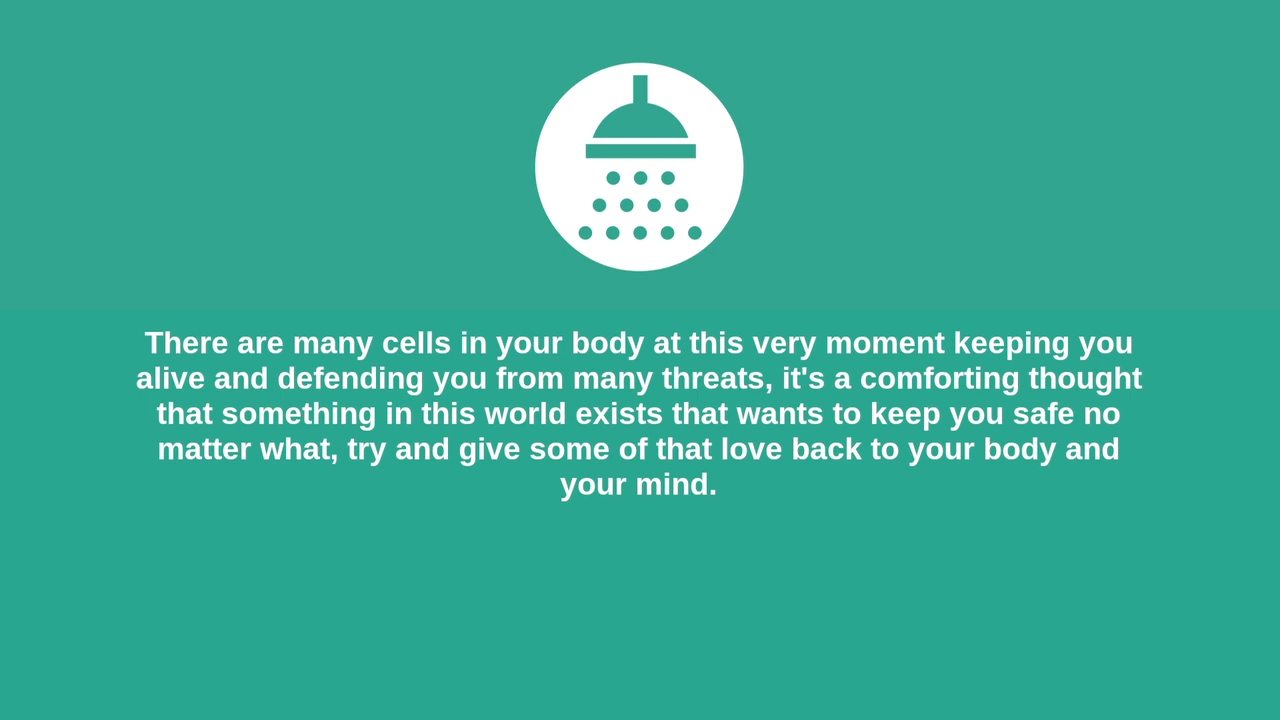 There are many cells in your body at this very moment keeping you
alive and defending you from many threats, it's a comforting thought
that something in this world exists that wants to keep you safe no
matter what, try and give some of that love back to your body and
your mind.